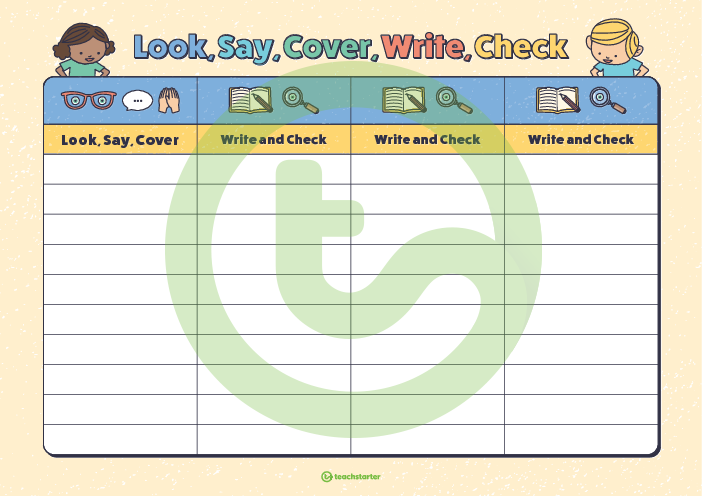 Look, Say, Cover, Write, Check
Look, Say, Cover
Write and Check
Write and Check
Write and Check
teachstarter